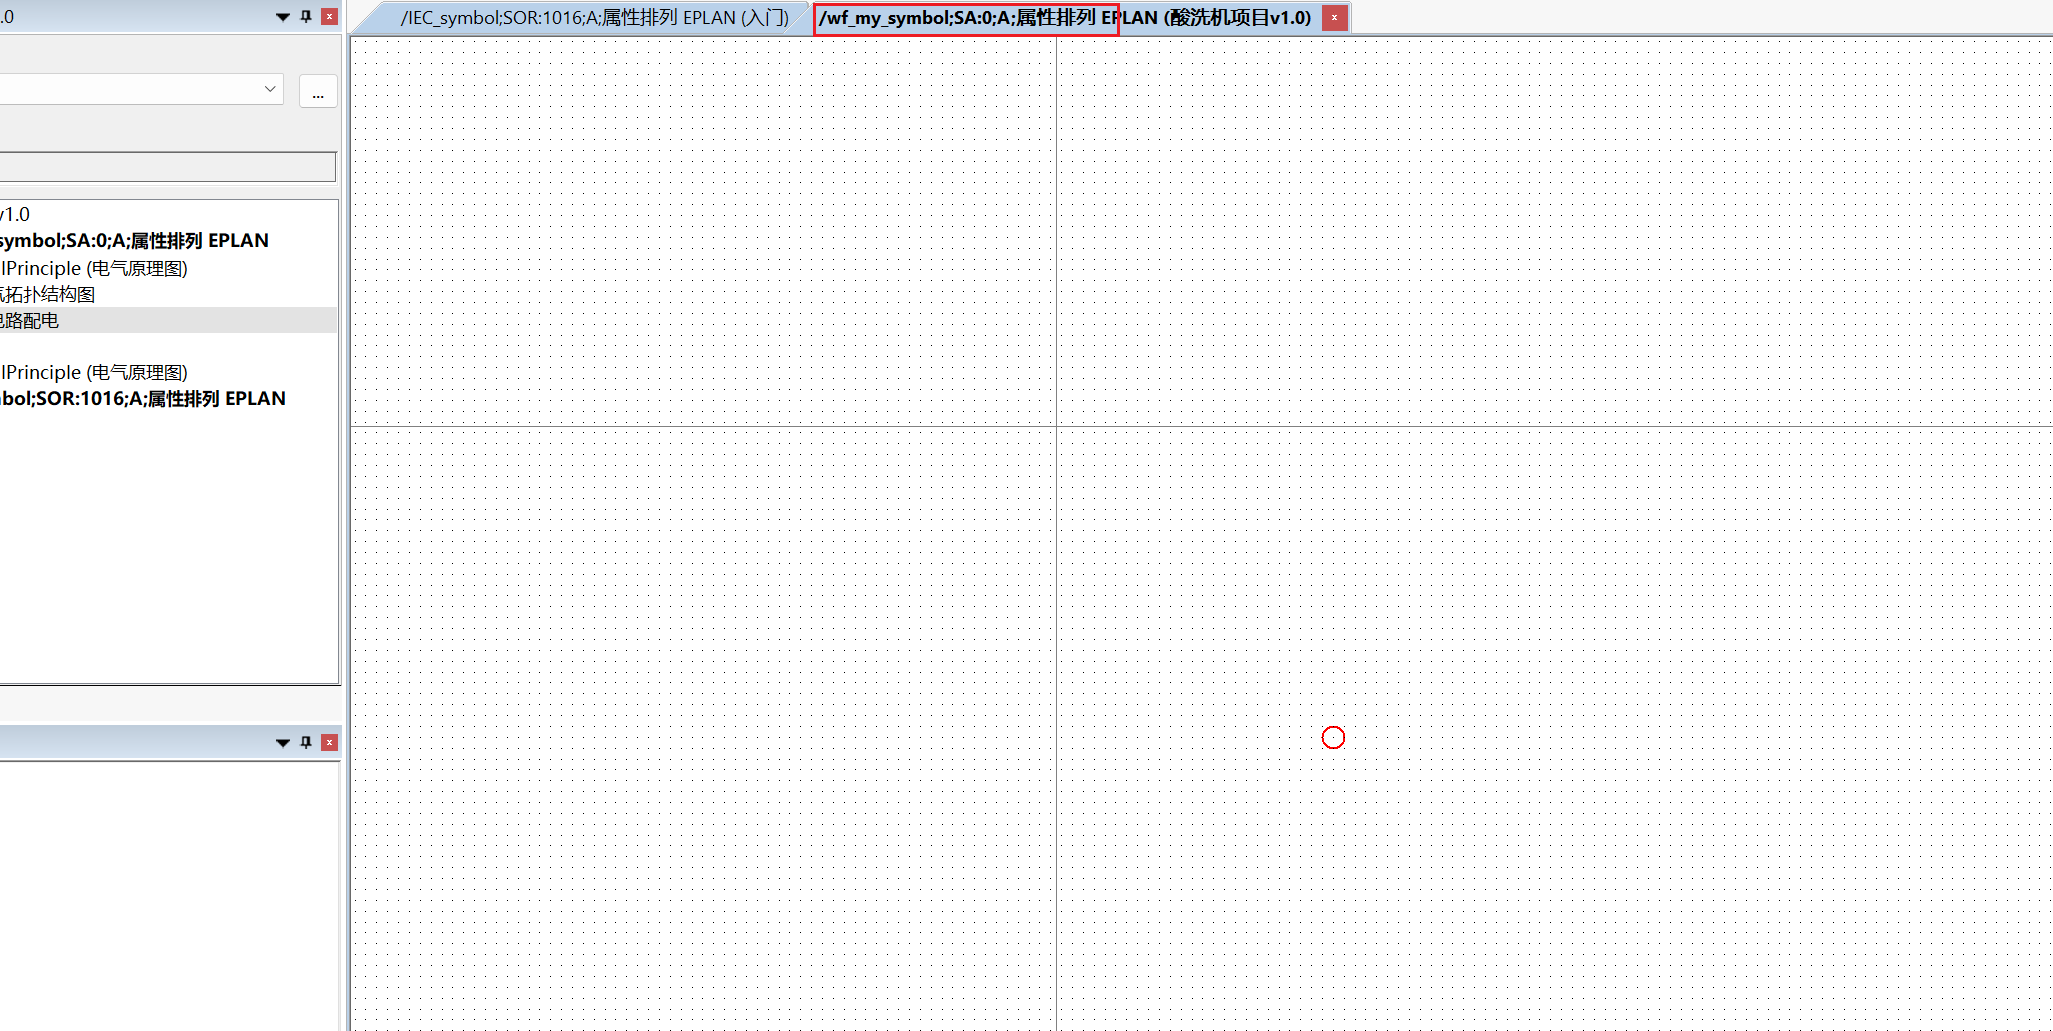 .0
/IEC_symbol;SOR:1016;A;属性排列 EPLAN (入门)
/wf_my_symbol;SA:0;A;属性排列 EPLAN (酸洗机项目v1.0)
...
v1.0
symbol;SA:0;A;属性排列 EPLAN
lPrinciple (电气原理图)
气拓扑结构图
电路配电
lPrinciple (电气原理图)
bol;SOR:1016;A;属性排列 EPLAN